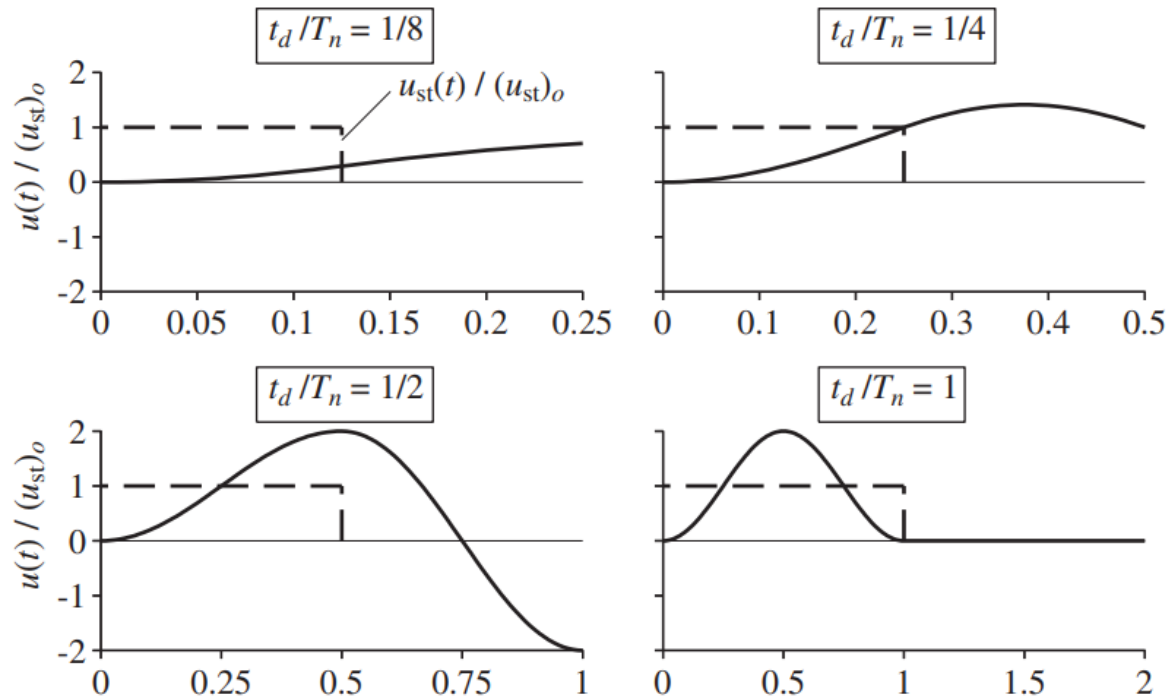 t_d /T_n = 1/8
t_d /T_n = 1/4
u(t) / (u_st)_o
2
1
0
-1
-2
u_st(t) / (u_st)_o
0 0.05 0.1 0.15 0.2 0.25
0 0.1 0.2 0.3 0.4 0.5
t_d /T_n = 1/2
t_d /T_n = 1
u(t) / (u_st)_o
2
1
0
-1
-2
0 0.25 0.5 0.75 1
0 0.5 1 1.5 2